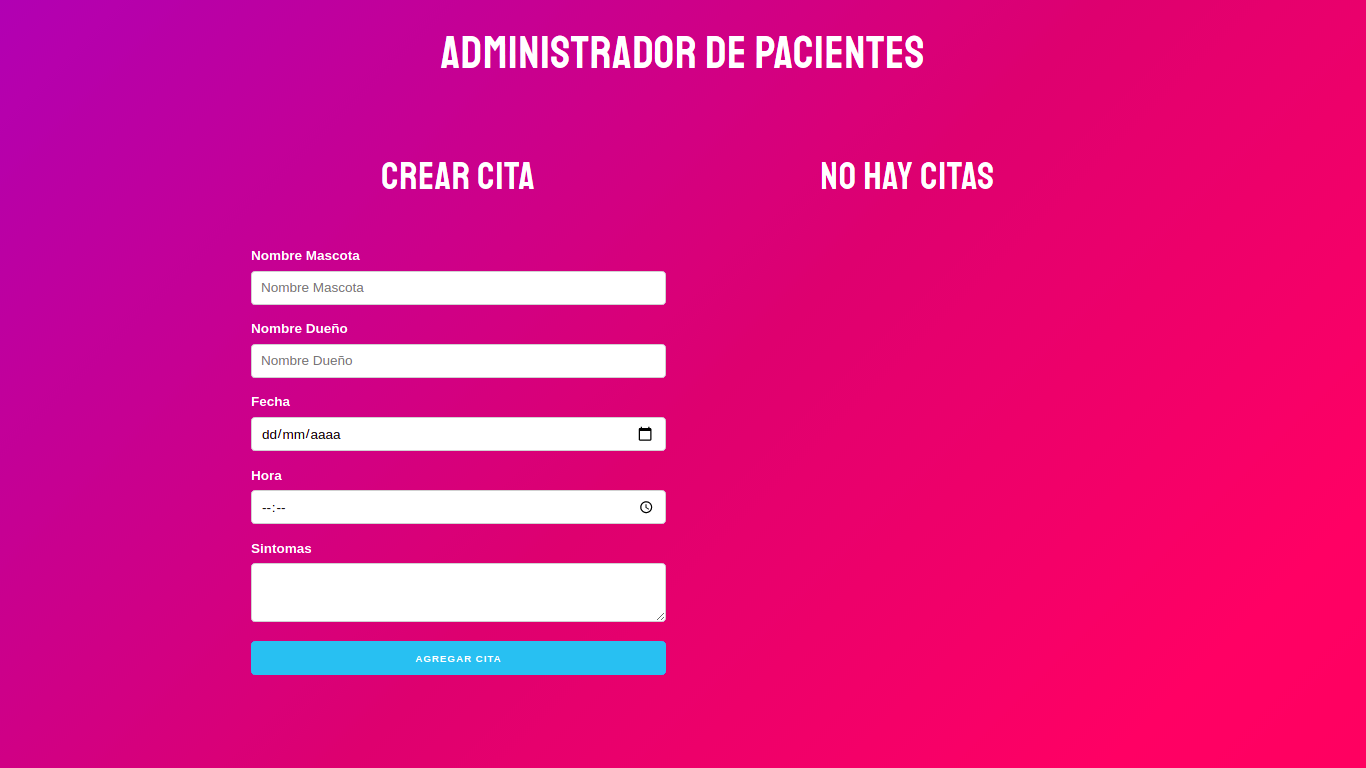 ADMINISTRADOR DE PACIENTES
CREAR CITA
NO HAY CITAS
Nombre Mascota
Nombre Mascota
Nombre Dueño
Nombre Dueño
Fecha
dd/mm/aaaa
Hora
--:--
Sintomas
AGREGAR CITA